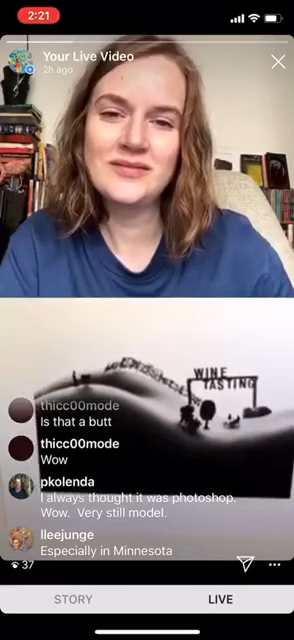 2:21
Your Live Video
2h ago
WINE
TASTING
thicc00mode
Is that a butt
thicc00mode
Wow
pkolenda
I always thought it was photoshop.
Wow. Very still model.
lleejunge
Especially in Minnesota
37
STORY
LIVE